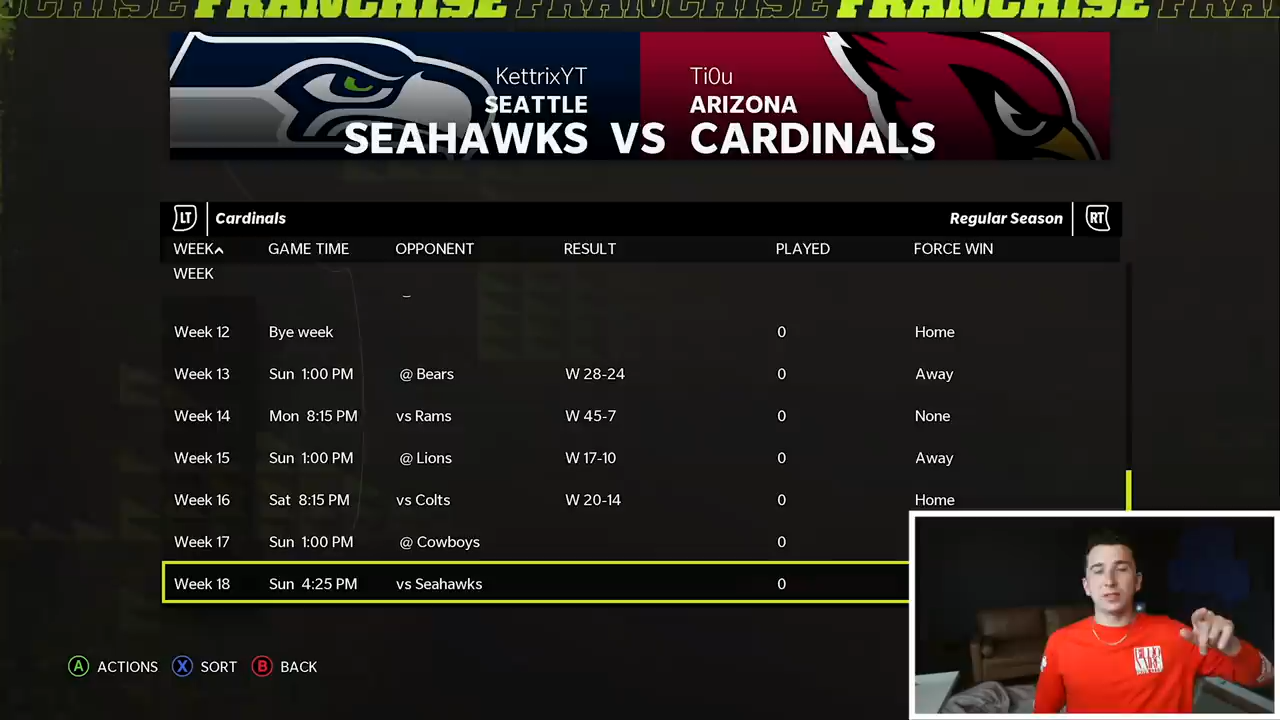 FRANCHISE FRANCHISE FRANCHISE FRANCHISE FRAN
KettrixYT
SEATTLE
SEAHAWKS VS CARDINALS
Ti0u
ARIZONA
LT Cardinals Regular Season RT
WEEK GAME TIME OPPONENT RESULT PLAYED FORCE WIN
WEEK
Week 12 Bye week 0 Home
Week 13 Sun 1:00 PM @ Bears W 28-24 0 Away
Week 14 Mon 8:15 PM vs Rams W 45-7 0 None
Week 15 Sun 1:00 PM @ Lions W 17-10 0 Away
Week 16 Sat 8:15 PM vs Colts W 20-14 0 Home
Week 17 Sun 1:00 PM @ Cowboys 0
Week 18 Sun 4:25 PM vs Seahawks 0
A ACTIONS X SORT B BACK